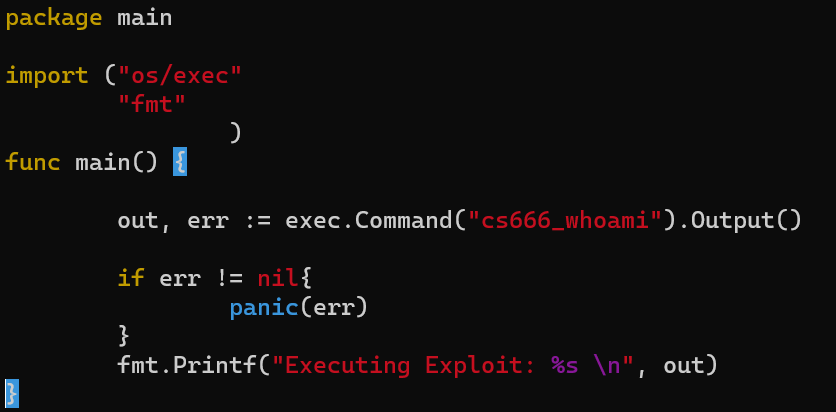 package main
import ("os/exec"
"fmt"
)
func main() {
out, err := exec.Command("cs666_whoami").Output()
if err != nil{
panic(err)
}
fmt.Printf("Executing Exploit: %s \n", out)
}